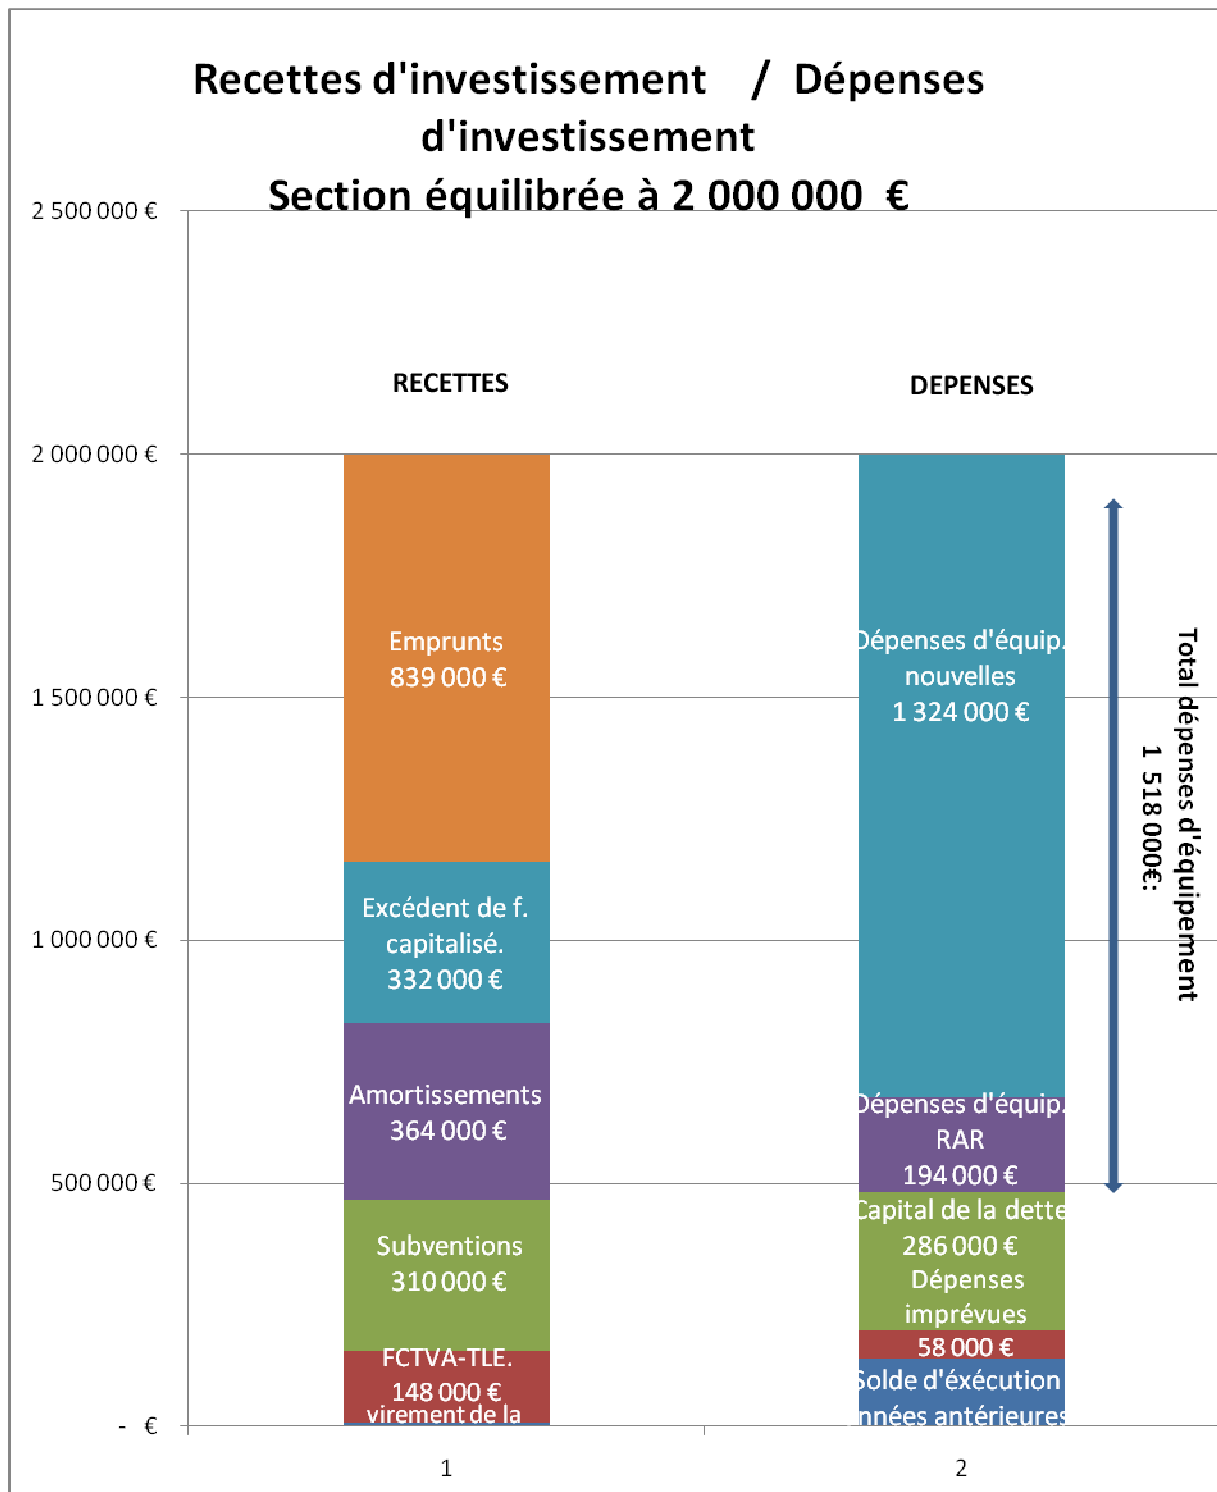 Recettes d'investissement / Dépenses
d'investissement
Section équilibrée à 2 000 000 €
2 500 000 €
2 000 000 €
1 500 000 €
1 000 000 €
500 000 €
- €
RECETTES
Emprunts
839 000 €
Excédent de f.
capitalisé.
332 000 €
Amortissements
364 000 €
Subventions
310 000 €
FCTVA-TLE.
148 000 €
virement de la
DEPENSES
Dépenses d'équip.
nouvelles
1 324 000 €
Dépenses d'équip.
RAR
194 000 €
Capital de la dette
286 000 €
Dépenses
imprévues
58 000 €
Solde d'éxécution
nnées antérieures
Total dépenses d'équipement
1 518 000€:
1
2